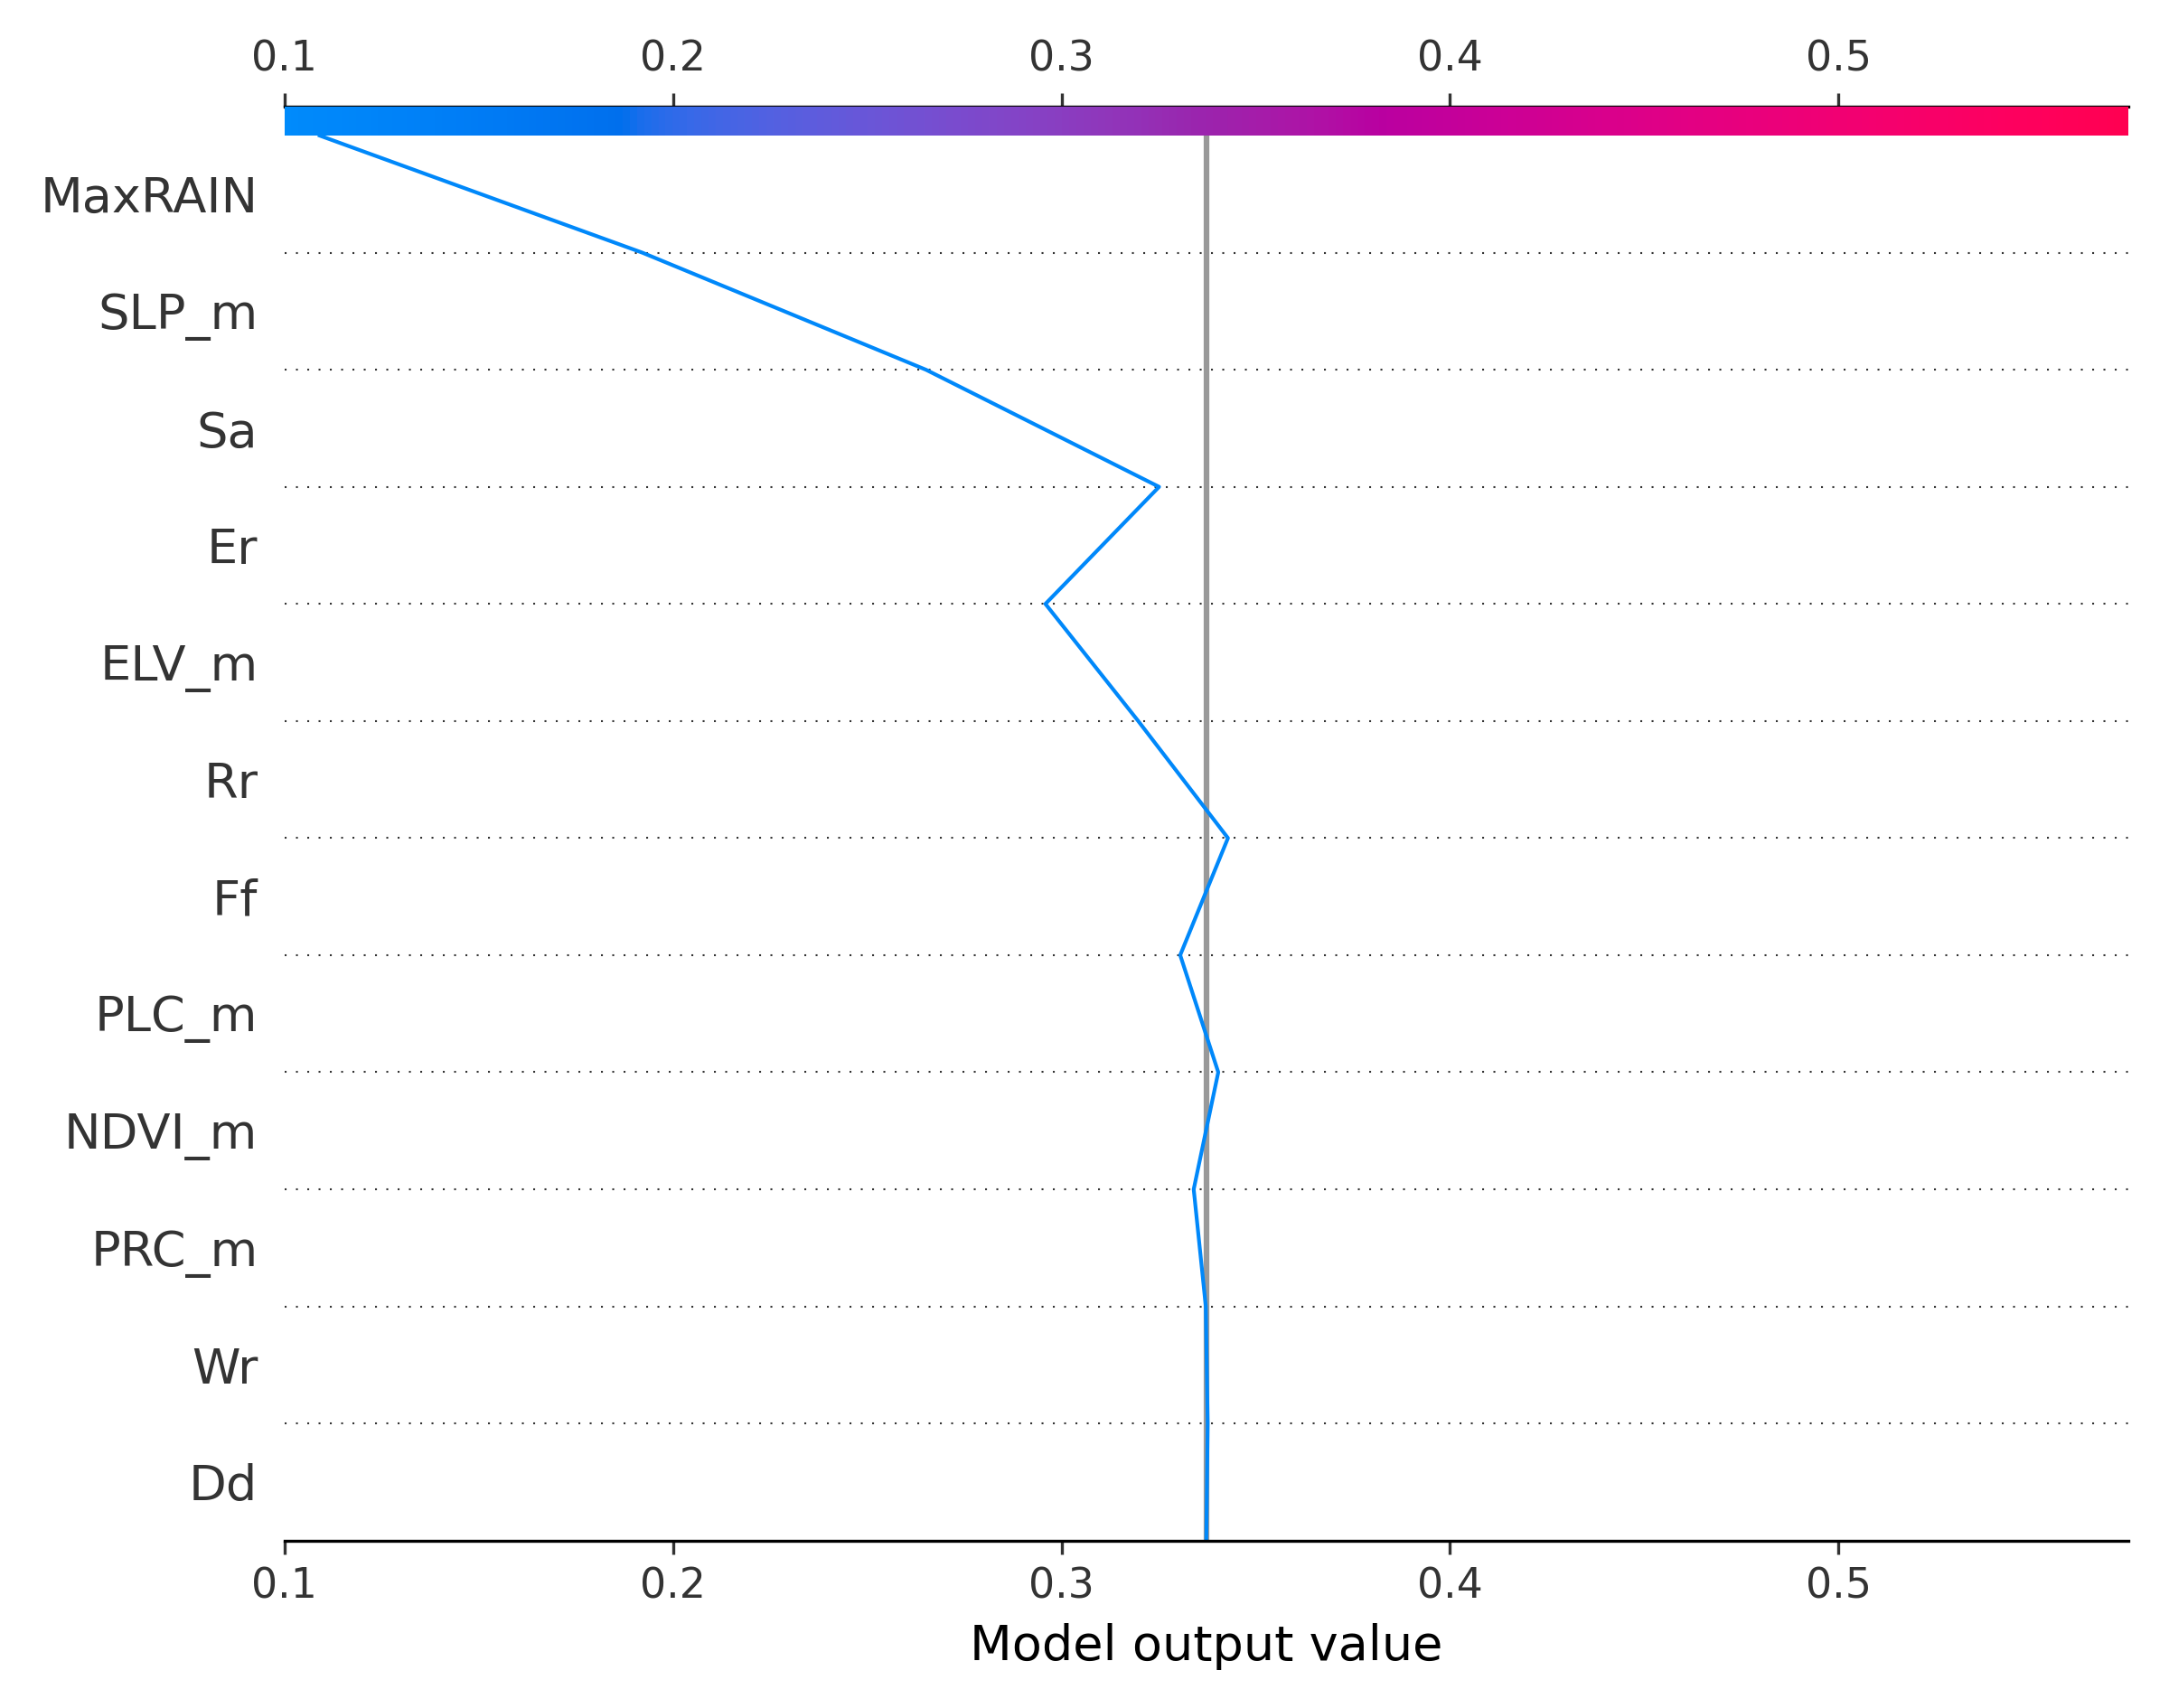 0.1 0.2 0.3 0.4 0.5
MaxRAIN
SLP_m
Sa
Er
ELV_m
Rr
Ff
PLC_m
NDVI_m
PRC_m
Wr
Dd
0.1 0.2 0.3 0.4 0.5
Model output value